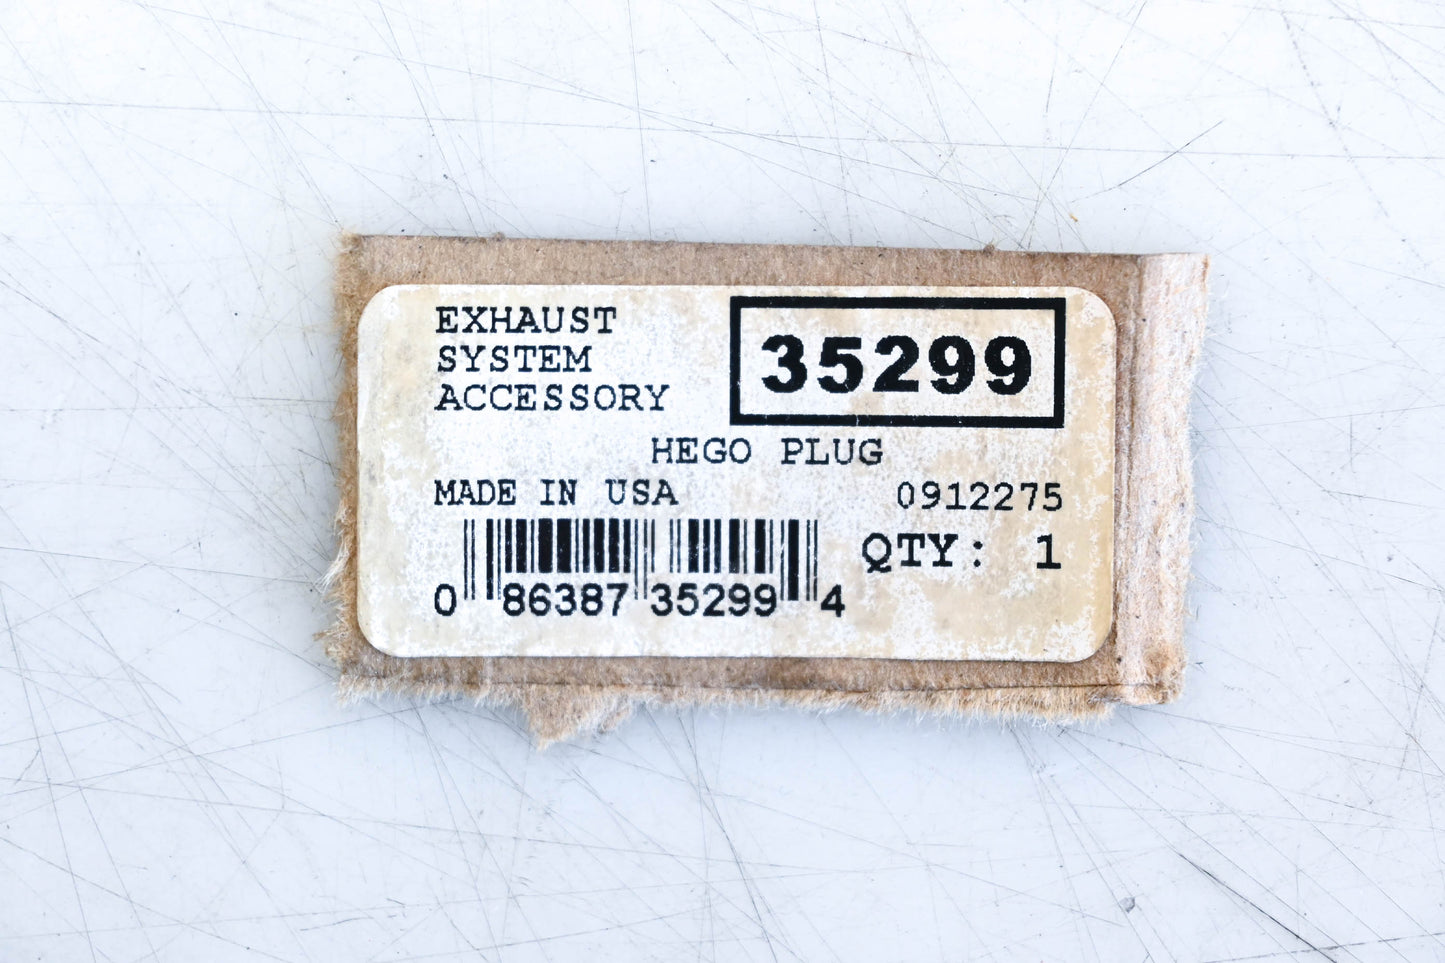 EXHAUST
SYSTEM
ACCESSORY
35299
HEGO PLUG
MADE IN USA
0912275
QTY: 1
0 86387 35299 4